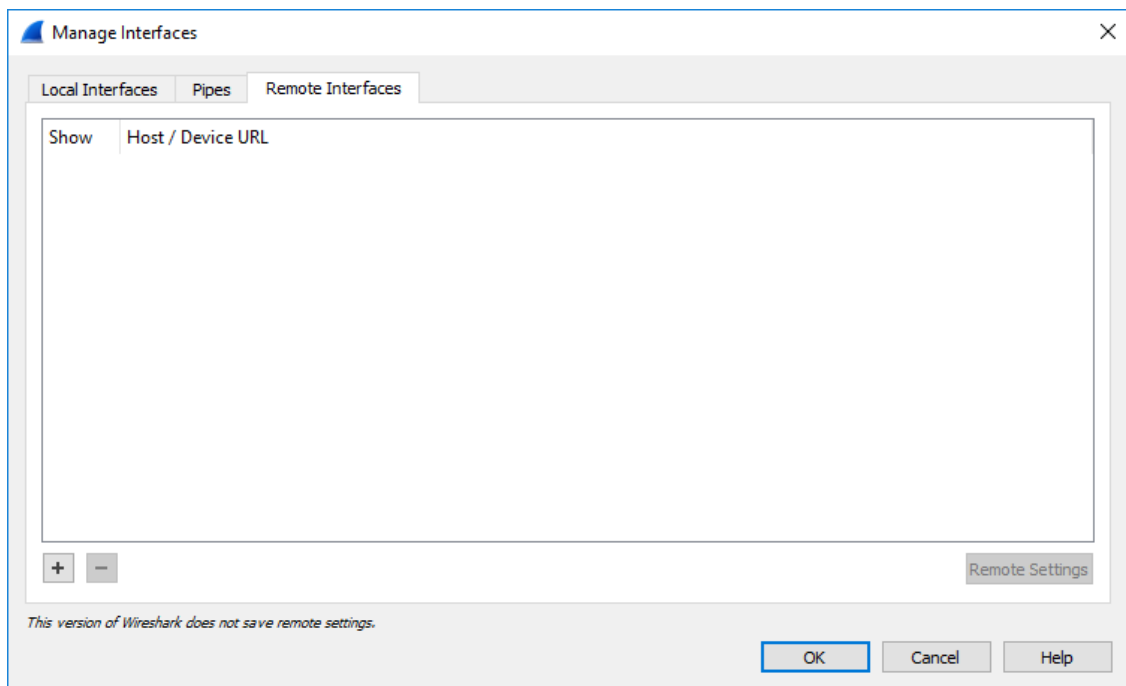 Manage Interfaces
Local Interfaces Pipes Remote Interfaces
Show Host / Device URL
+ − Remote Settings
This version of Wireshark does not save remote settings.
OK Cancel Help